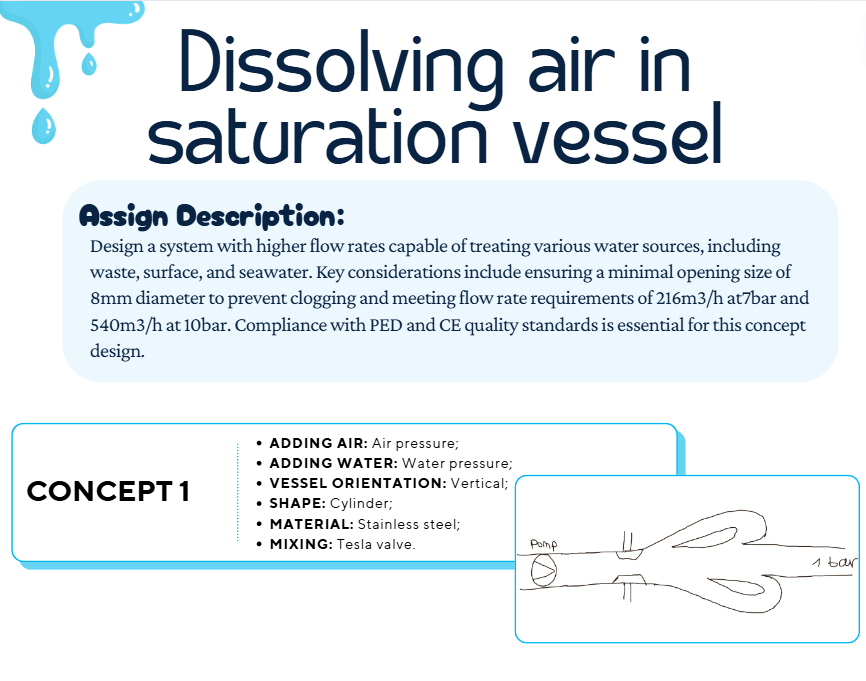 Dissolving air in
saturation vessel
Assign Description:
Design a system with higher flow rates capable of treating various water sources, including
waste, surface, and seawater. Key considerations include ensuring a minimal opening size of
8mm diameter to prevent clogging and meeting flow rate requirements of 216m3/h at7bar and
540m3/h at 10bar. Compliance with PED and CE quality standards is essential for this concept
design.
CONCEPT 1
• ADDING AIR: Air pressure;
• ADDING WATER: Water pressure;
• VESSEL ORIENTATION: Vertical;
• SHAPE: Cylinder;
• MATERIAL: Stainless steel;
• MIXING: Tesla valve.
Pomp
1 bar